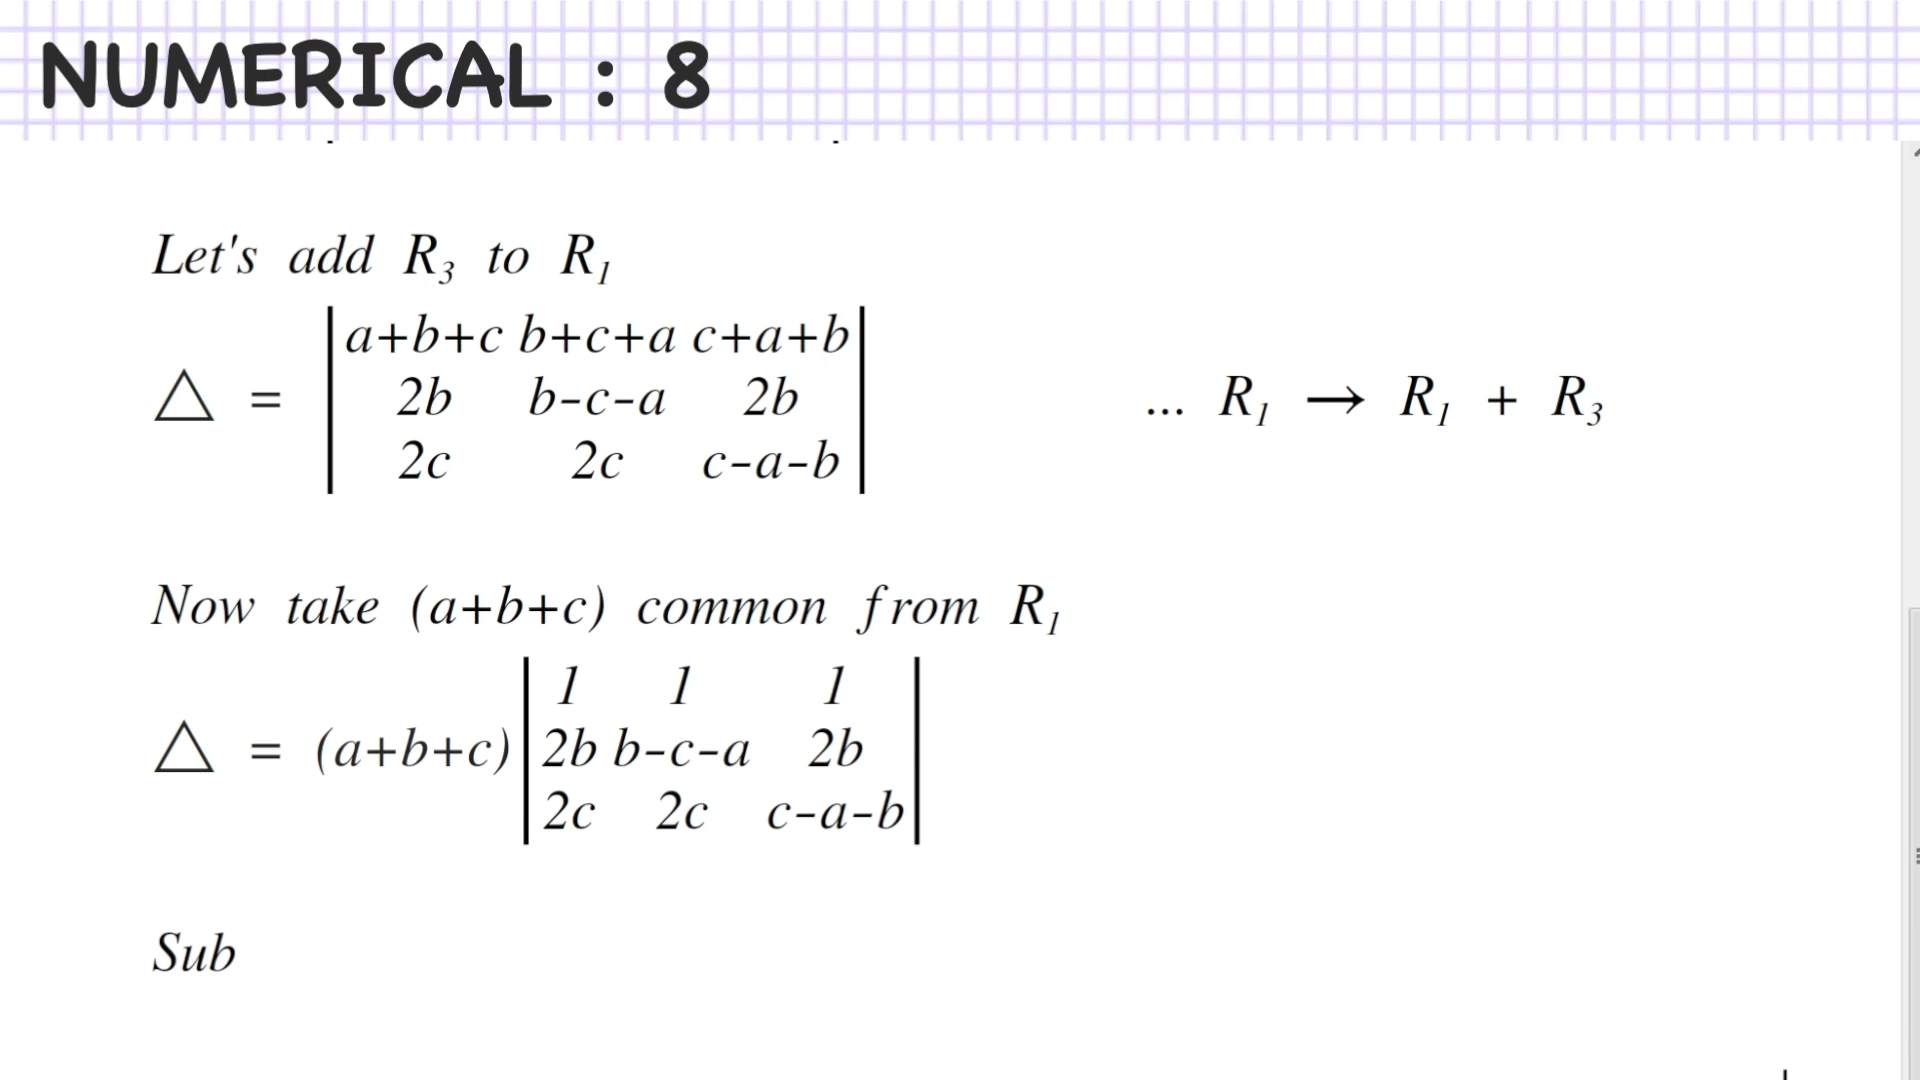 NUMERICAL : 8
Let's add R₃ to R₁
a+b+c b+c+a c+a+b
△ = 2b b-c-a 2b ... R₁ → R₁ + R₃
2c 2c c-a-b
Now take (a+b+c) common from R₁
1 1 1
△ = (a+b+c) 2b b-c-a 2b
2c 2c c-a-b
Sub